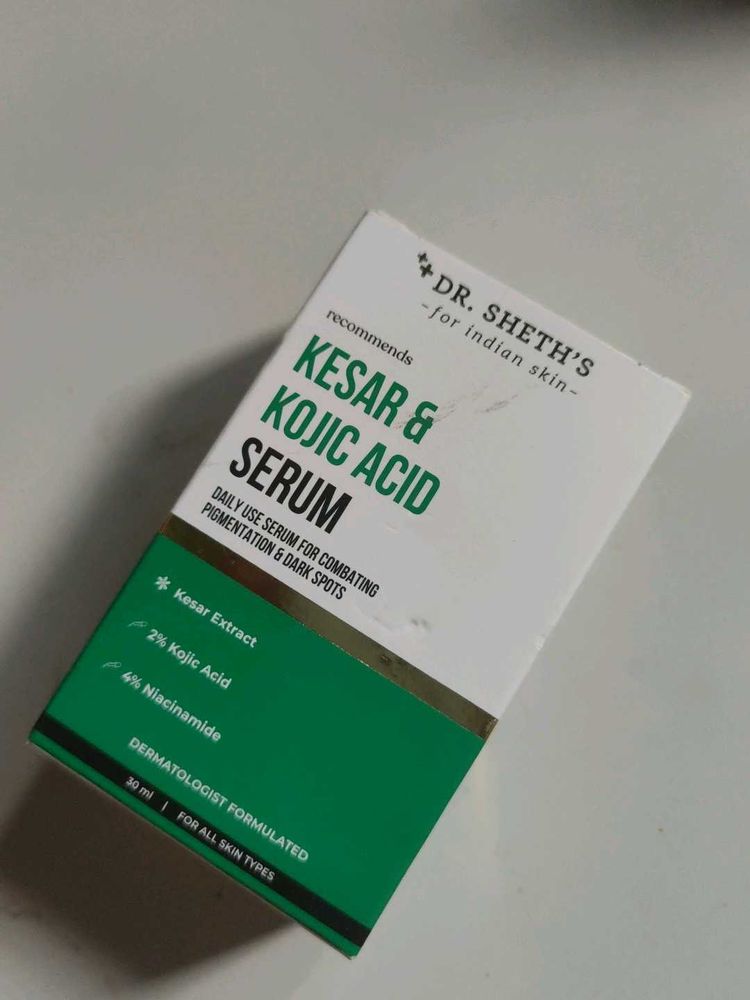 DR. SHETH'S
-for indian skin-
recommends
KESAR &
KOJIC ACID
SERUM
DAILY USE SERUM FOR COMBATING
PIGMENTATION & DARK SPOTS
Kesar Extract
2% Kojic Acid
4% Niacinamide
DERMATOLOGIST FORMULATED
30 ml | FOR ALL SKIN TYPES